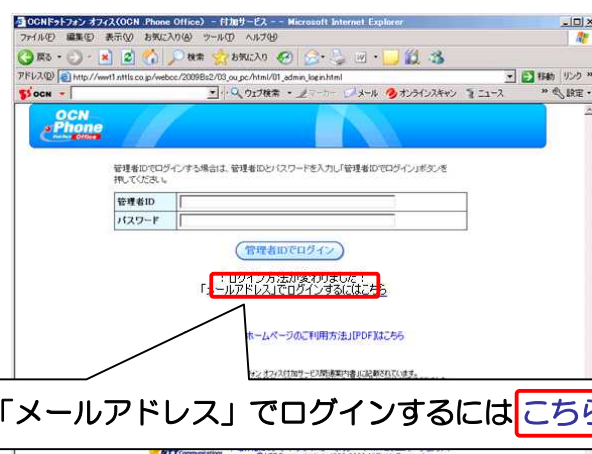 OCNドットフォン オフィス(OCN .Phone Office) - 付加サービス - - Microsoft Internet Explorer
ファイル(F) 編集(E) 表示(V) お気に入り(A) ツール(T) ヘルプ(H)
戻る 検索 お気に入り
アドレス(D) 移動 リンク »
OCN ウェブ検索 マーカー メール オンラインスキャン ニュース » 設定
OCN
.Phone
Office
管理者IDでログインする場合は、管理者IDとパスワードを入力し「管理者IDでログイン」ボタンを
押してください。
管理者ID
パスワード
管理者IDでログイン
！ログイン方法が変わりました！
「メールアドレス」でログインするにはこちら
ホームページのご利用方法」[PDF]はこちら
「メールアドレス」でログインするには こちら
NTT Communications